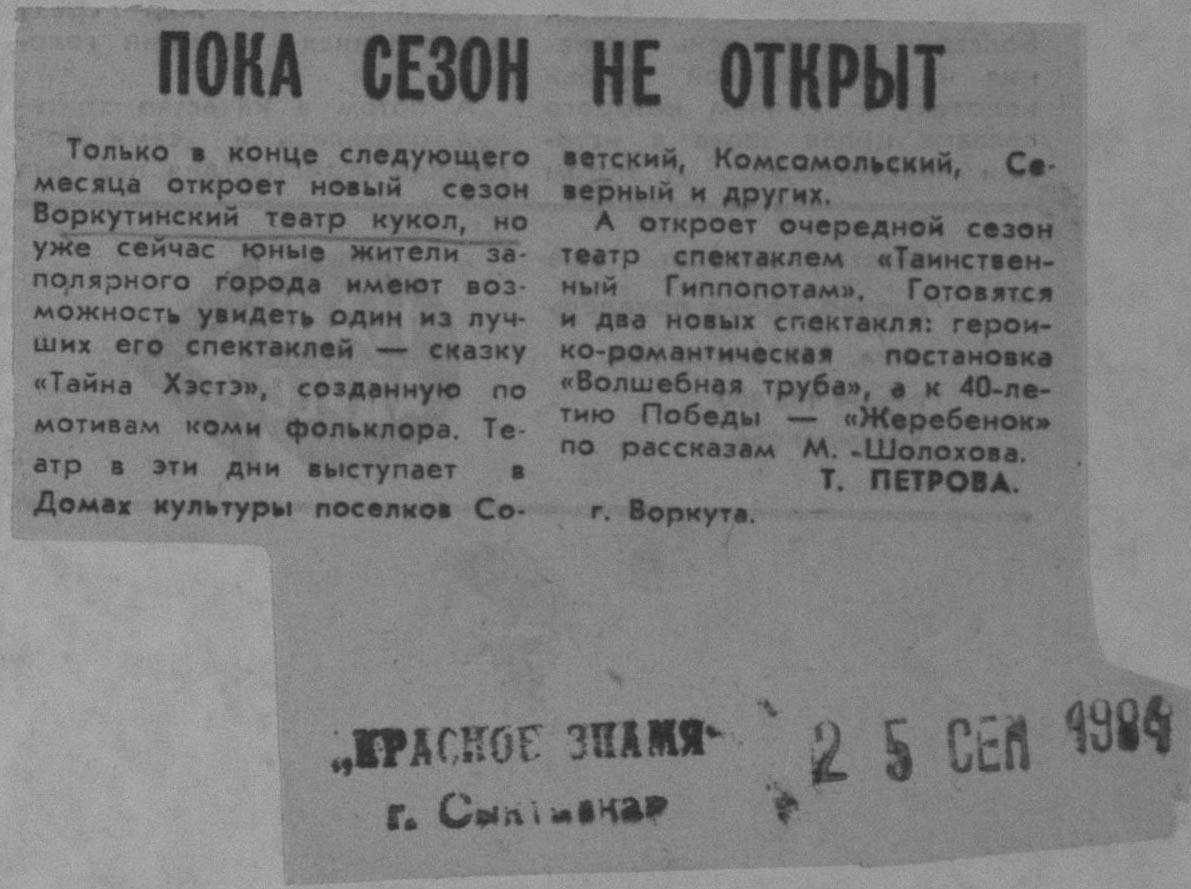 ПОКА СЕЗОН НЕ ОТКРЫТ
Только в конце следующего
месяца откроет новый сезон
Воркутинский театр кукол, но
уже сейчас юные жители за-
полярного города имеют воз-
можность увидеть один из луч-
ших его спектаклей — сказку
«Тайна Хэстэ», созданную по
мотивам коми фольклора. Те-
атр в эти дни выступает в
Домах культуры поселков Со-
ветский, Комсомольский, Се-
верный и других.
А откроет очередной сезон
театр спектаклем «Таинствен-
ный Гиппопотам». Готовятся
и два новых спектакля: герои-
ко-романтическая постановка
«Волшебная труба», а к 40-ле-
тию Победы — «Жеребенок»
по рассказам М. Шолохова.
Т. ПЕТРОВА.
г. Воркута.
„КРАСНОЕ ЗНАМЯ"
г. Сыктывкар
25 СЕН 1984